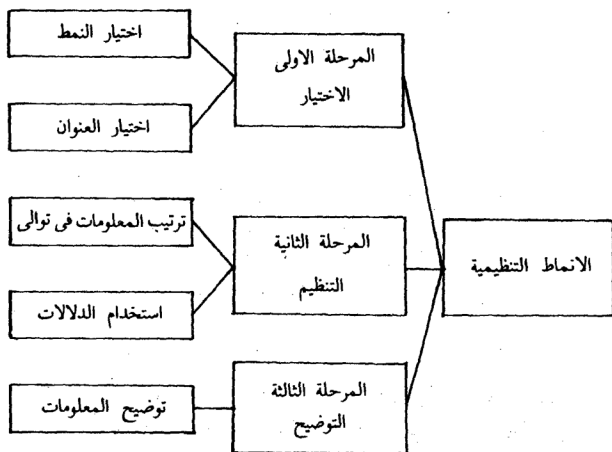 الانماط التنظيمية
المرحلة الاولى
الاختيار
اختيار النمط
اختيار العنوان
المرحلة الثانية
التنظيم
ترتيب المعلومات فى توالى
استخدام الدلالات
المرحلة الثالثة
التوضيح
توضيح المعلومات